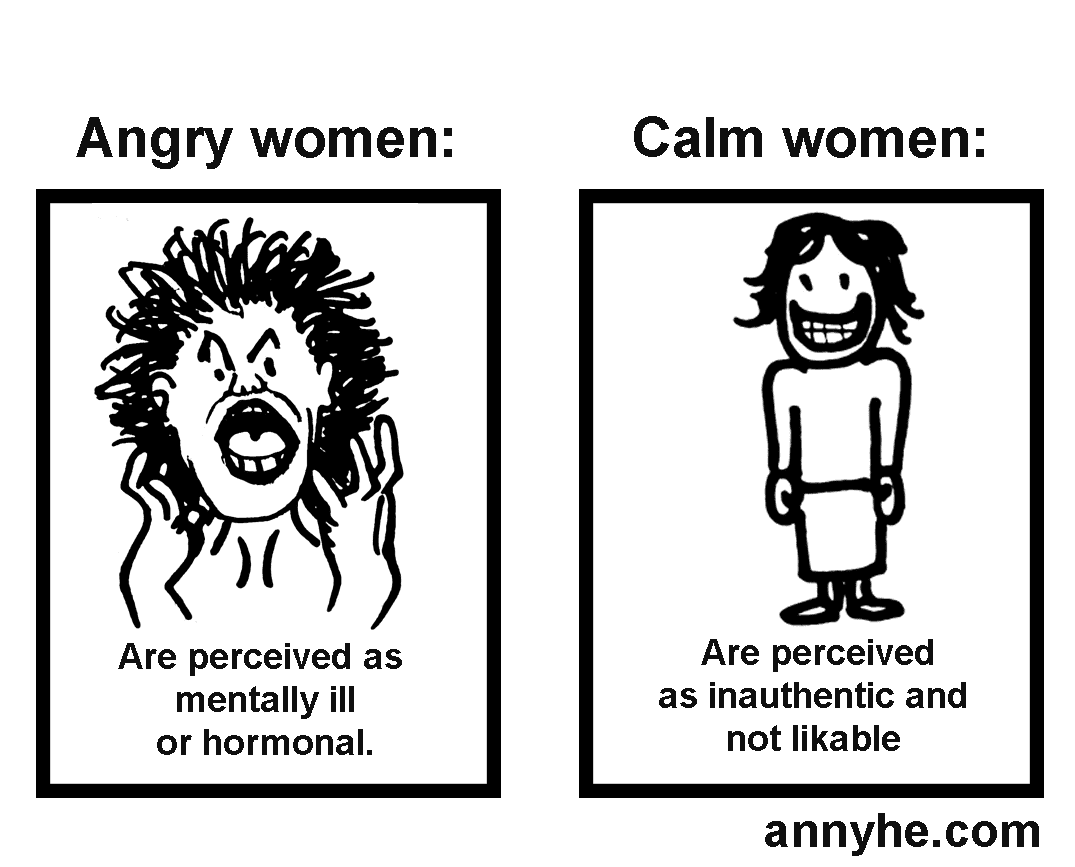 Angry women:
Are perceived as
mentally ill
or hormonal.
Calm women:
Are perceived
as inauthentic and
not likable
annyhe.com